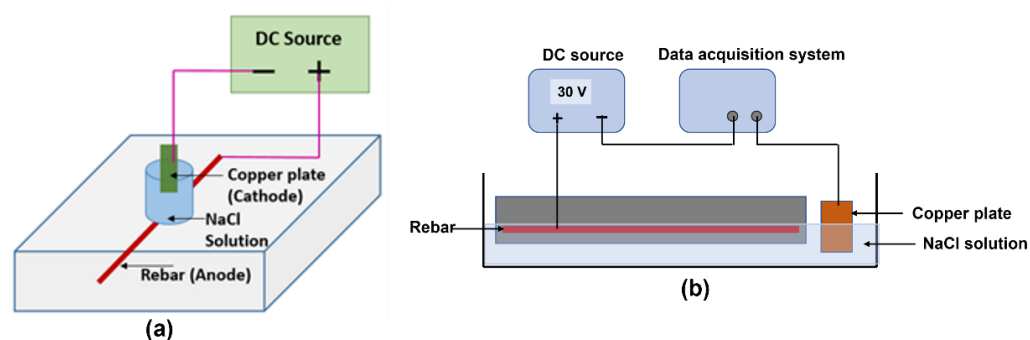 DC Source
− +
Copper plate
(Cathode)
NaCl
Solution
Rebar (Anode)
(a)
DC source
Data acquisition system
30 V
+ −
Rebar
Copper plate
NaCl solution
(b)